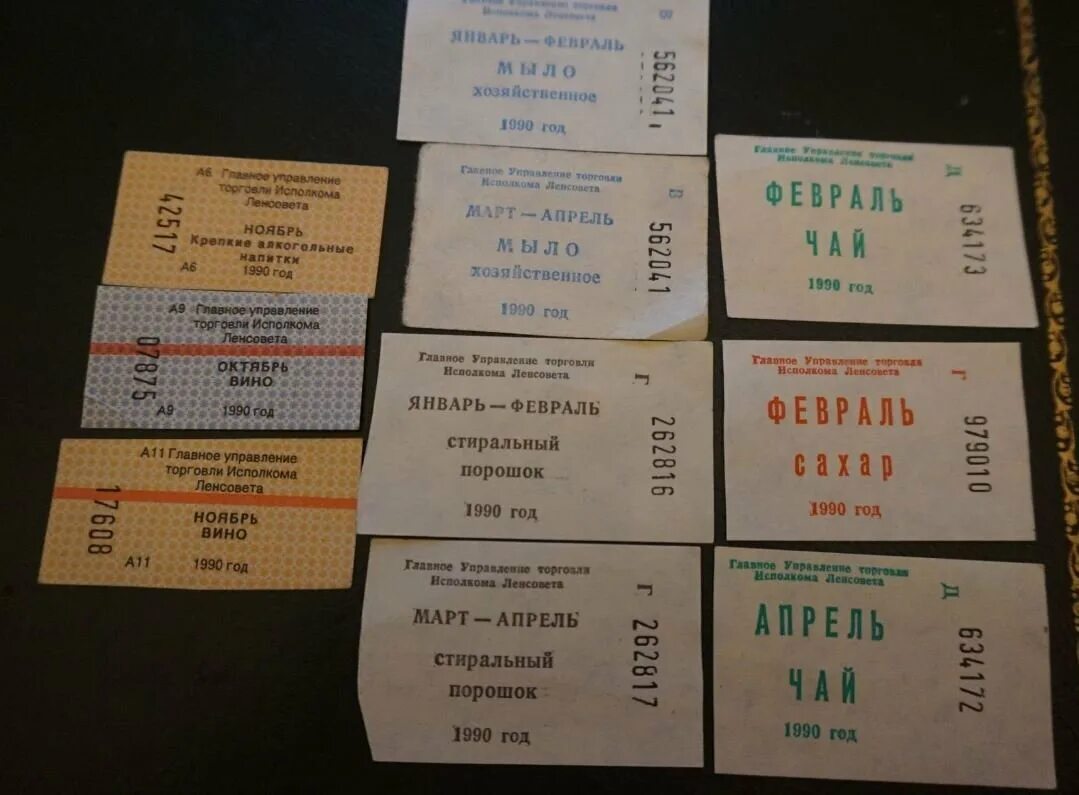 А6 Главное управление
торговли Исполкома
Ленсовета
НОЯБРЬ
Крепкие алкогольные
напитки
А6 1990 год
42517
А9 Главное управление
торговли Исполкома
Ленсовета
ОКТЯБРЬ
ВИНО
А9 1990 год
07875
А11 Главное управление
торговли Исполкома
Ленсовета
НОЯБРЬ
ВИНО
А11 1990 год
17608
Главное Управление торговли
Исполкома Ленсовета
В
ЯНВАРЬ — ФЕВРАЛЬ
МЫЛО
хозяйственное
1990 год
562041
Главное Управление торговли
Исполкома Ленсовета
В
МАРТ — АПРЕЛЬ
МЫЛО
хозяйственное
1990 год
562041
Главное Управление торговли
Исполкома Ленсовета
Г
ЯНВАРЬ — ФЕВРАЛЬ
стиральный
порошок
1990 год
262816
Главное Управление торговли
Исполкома Ленсовета
Г
МАРТ — АПРЕЛЬ
стиральный
порошок
1990 год
262817
Главное Управление торговли
Исполкома Ленсовета
Д
ФЕВРАЛЬ
ЧАЙ
1990 год
634173
Главное Управление торговли
Исполкома Ленсовета
Г
ФЕВРАЛЬ
сахар
1990 год
979010
Главное Управление торговли
Исполкома Ленсовета
Д
АПРЕЛЬ
ЧАЙ
1990 год
634172